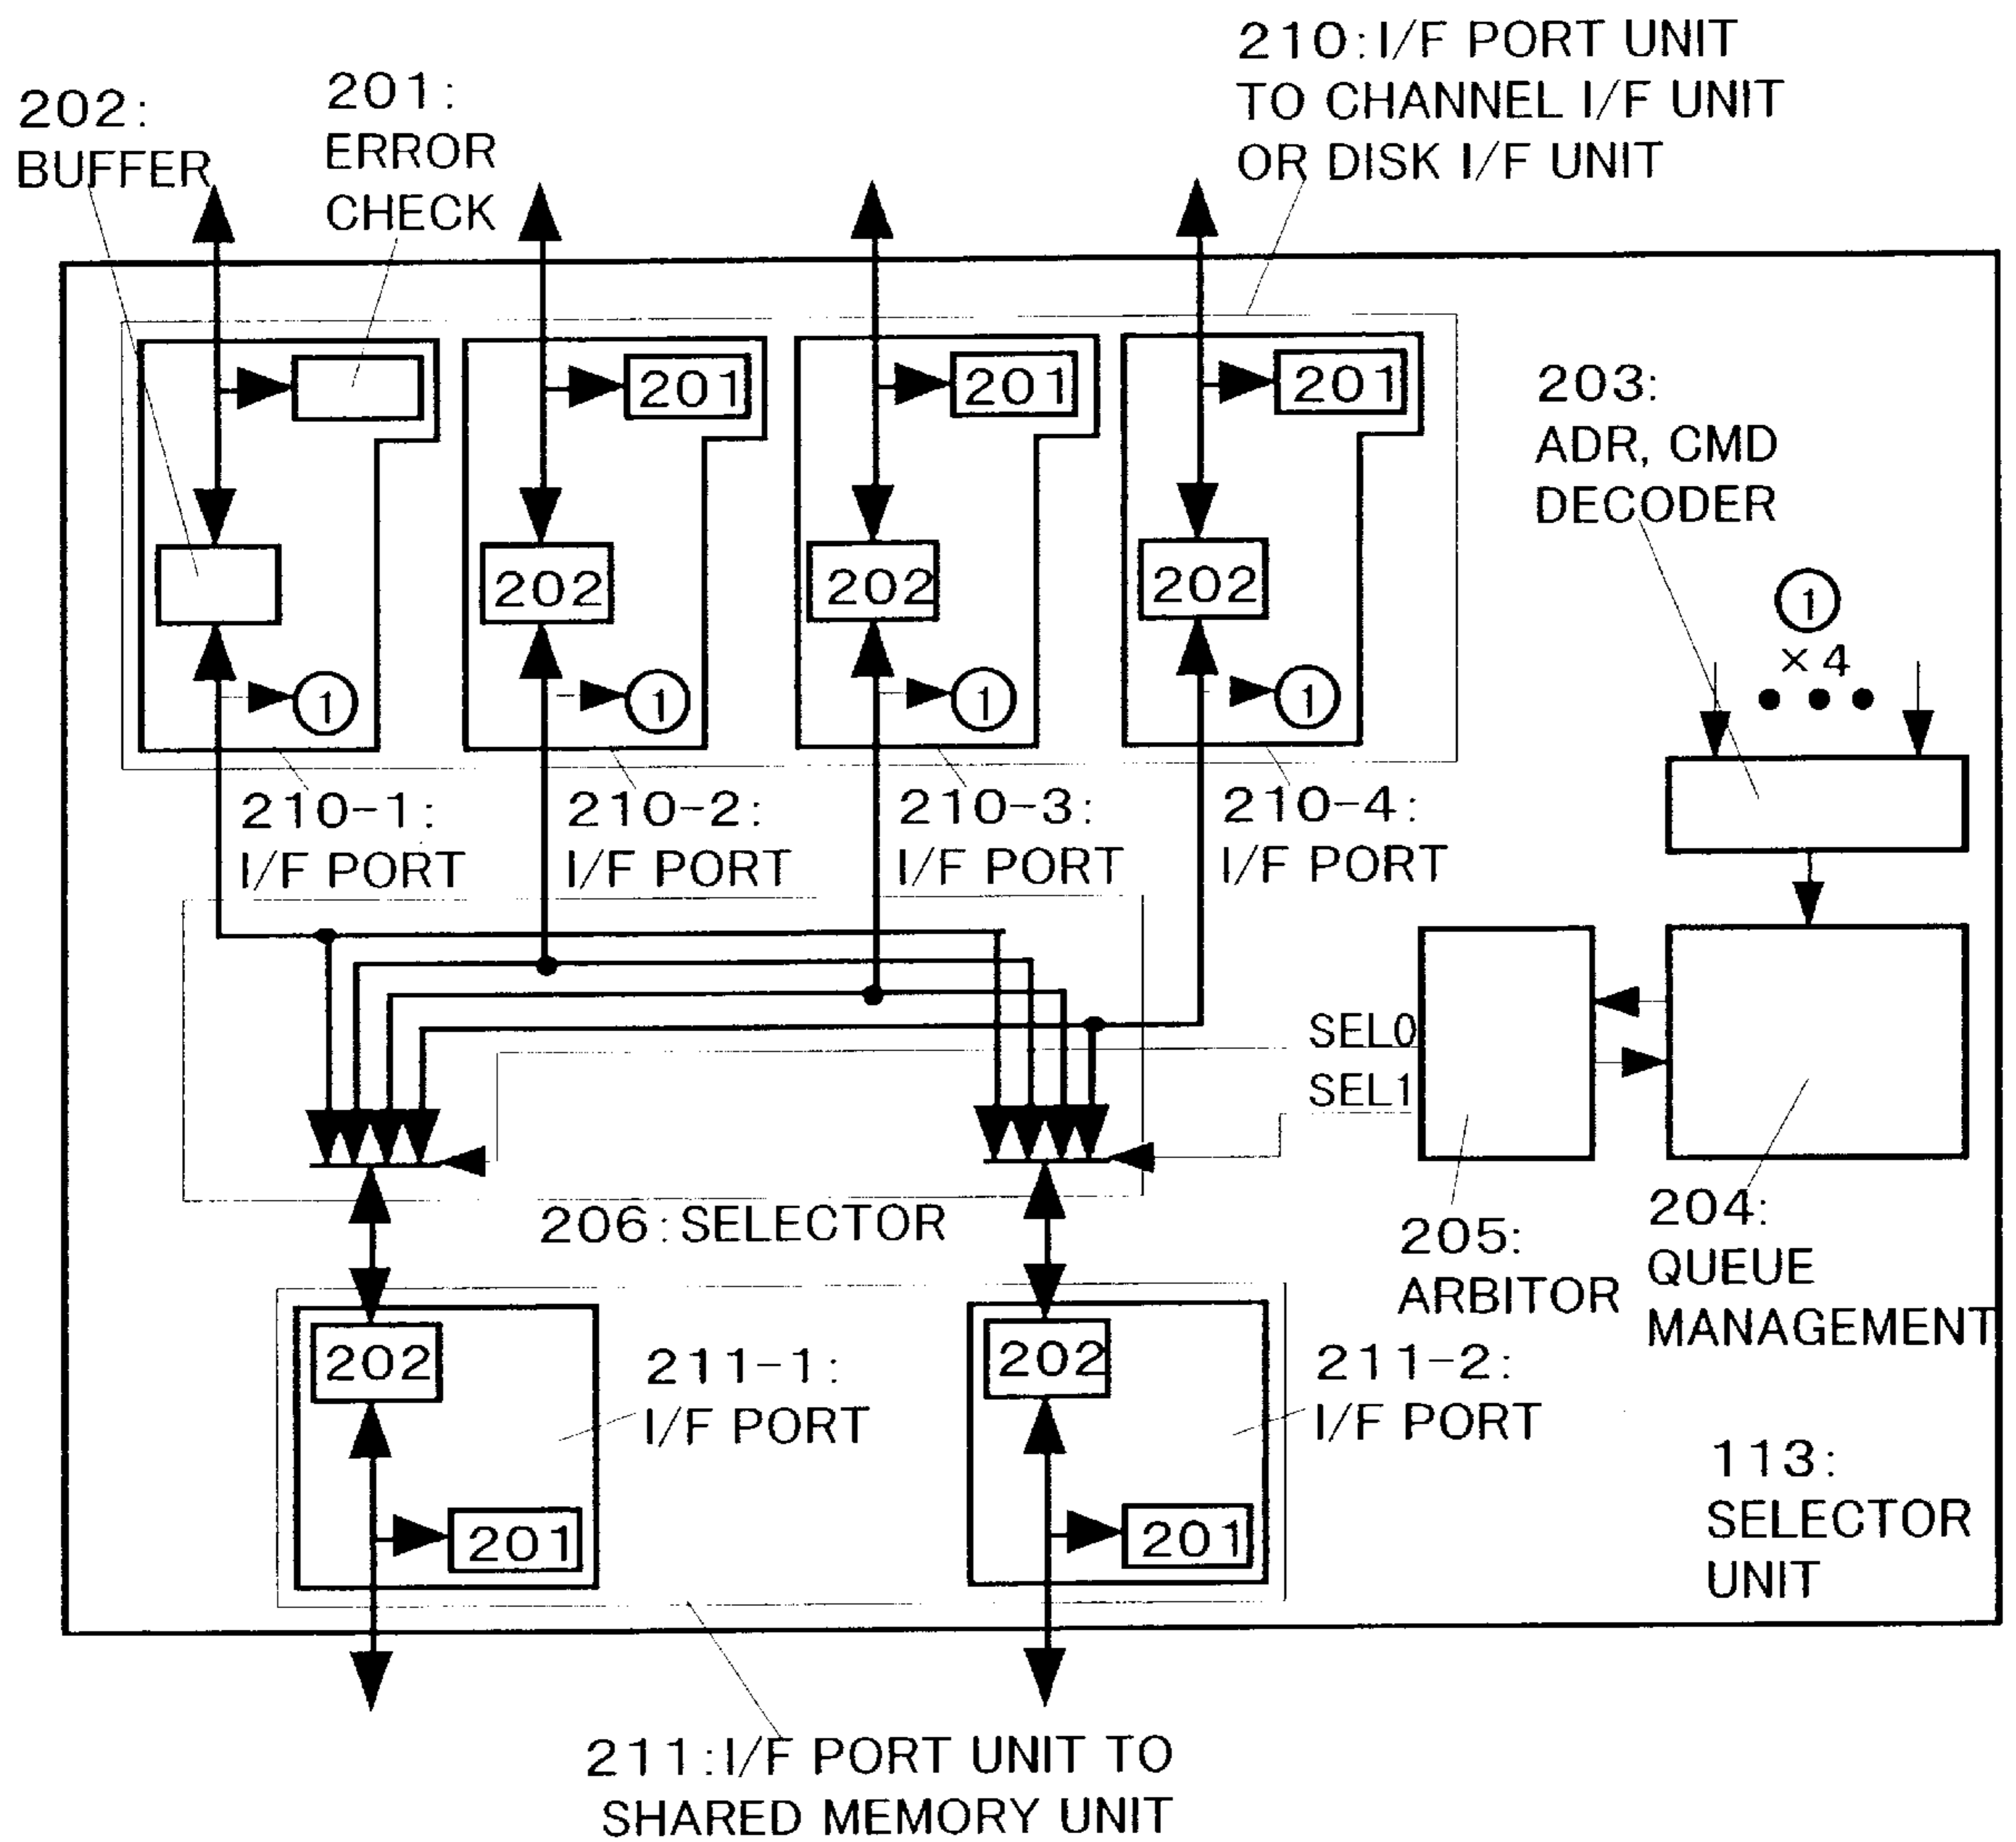 210:I/F PORT UNIT
TO CHANNEL I/F UNIT
OR DISK I/F UNIT
202:
BUFFER
201:
ERROR
CHECK
201
201
201
203:
ADR, CMD
DECODER
202
202
202
①
×4
①
①
①
①
210-1:
I/F PORT
210-2:
I/F PORT
210-3:
I/F PORT
210-4:
I/F PORT
SEL0
SEL1
206:SELECTOR
205:
ARBITOR
204:
QUEUE
MANAGEMENT
202
211-1:
I/F PORT
202
211-2:
I/F PORT
201
201
113:
SELECTOR
UNIT
211:I/F PORT UNIT TO
SHARED MEMORY UNIT